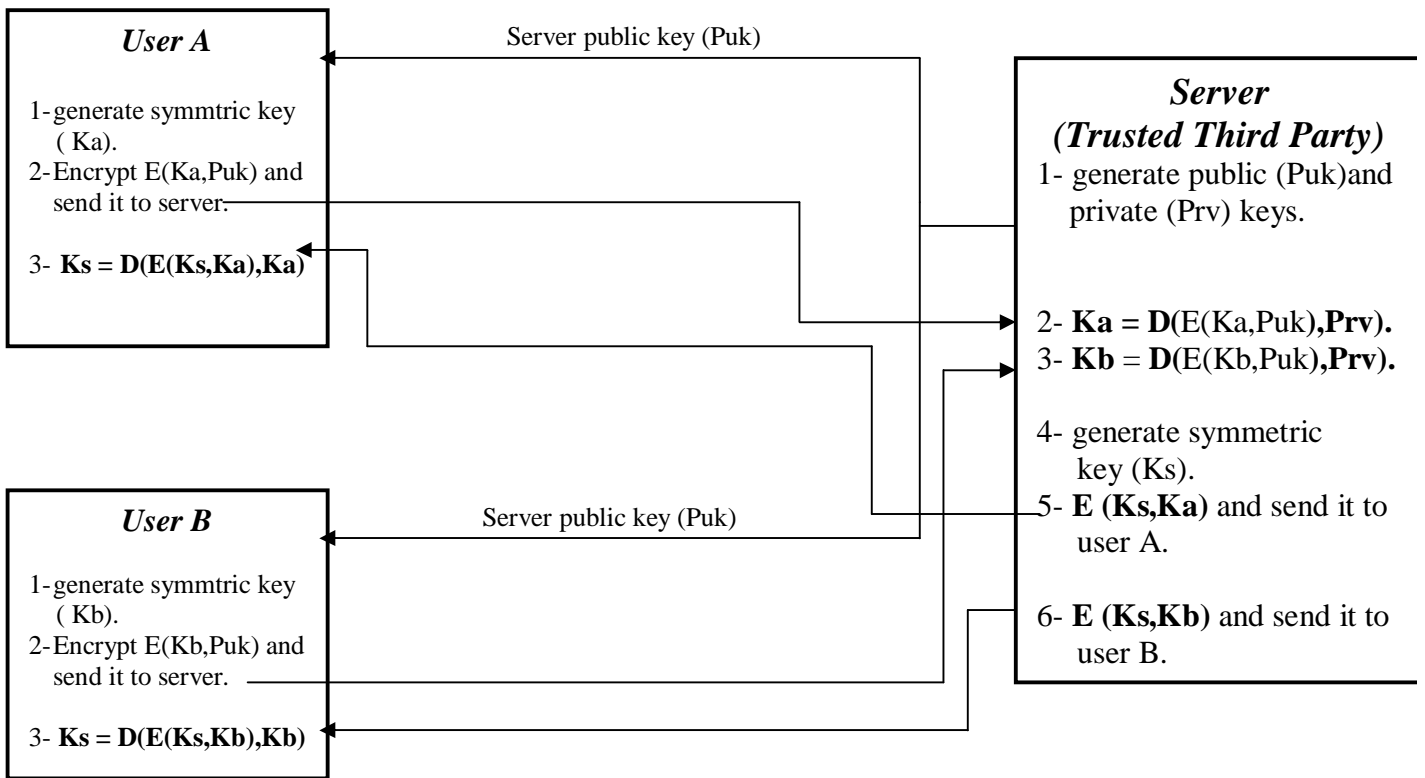 User A
1-generate symmtric key
( Ka).
2-Encrypt E(Ka,Puk) and
send it to server.
3- Ks = D(E(Ks,Ka),Ka)
Server public key (Puk)
Server
(Trusted Third Party)
1- generate public (Puk)and
private (Prv) keys.
2- Ka = D(E(Ka,Puk),Prv).
3- Kb = D(E(Kb,Puk),Prv).
4- generate symmetric
key (Ks).
5- E (Ks,Ka) and send it to
user A.
6- E (Ks,Kb) and send it to
user B.
User B
1-generate symmtric key
( Kb).
2-Encrypt E(Kb,Puk) and
send it to server.
3- Ks = D(E(Ks,Kb),Kb)
Server public key (Puk)